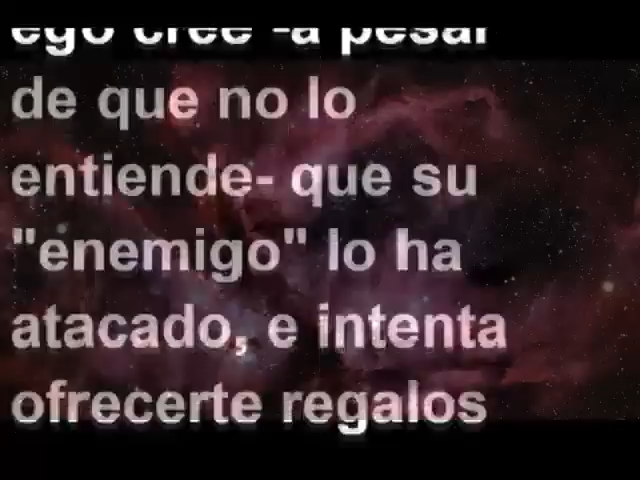 ego cree -a pesar
de que no lo
entiende- que su
"enemigo" lo ha
atacado, e intenta
ofrecerte regalos